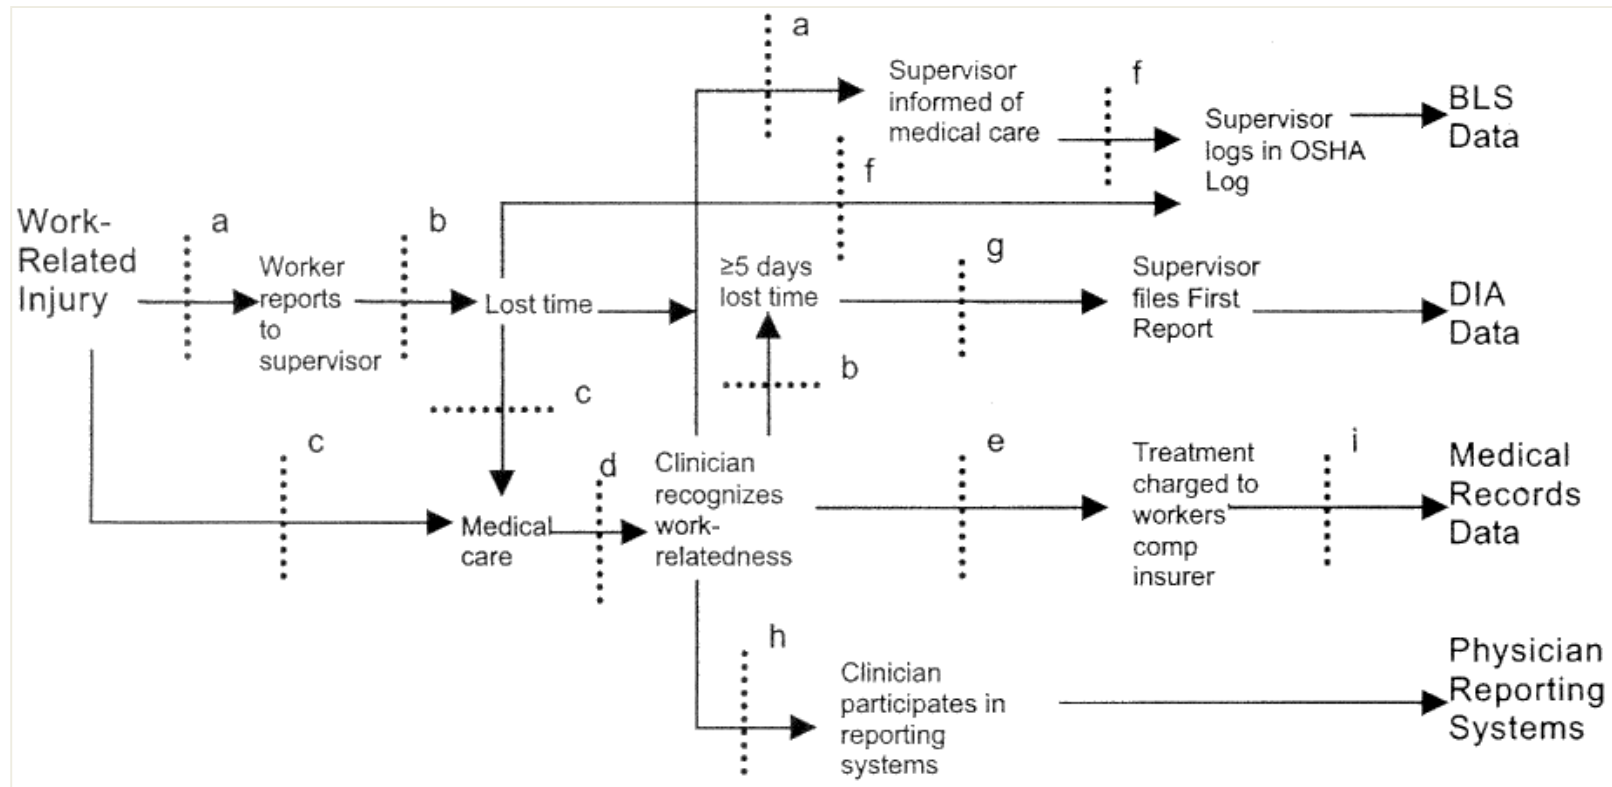 a
Supervisor
informed of
medical care
f
Supervisor
logs in OSHA
Log
BLS
Data
f
Work-
Related
Injury
a
Worker
reports
to
supervisor
b
Lost time
≥5 days
lost time
g
Supervisor
files First
Report
DIA
Data
b
c
c
Medical
care
d
Clinician
recognizes
work-
relatedness
e
Treatment
charged to
workers'
comp
insurer
i
Medical
Records
Data
h
Clinician
participates in
reporting
systems
Physician
Reporting
Systems